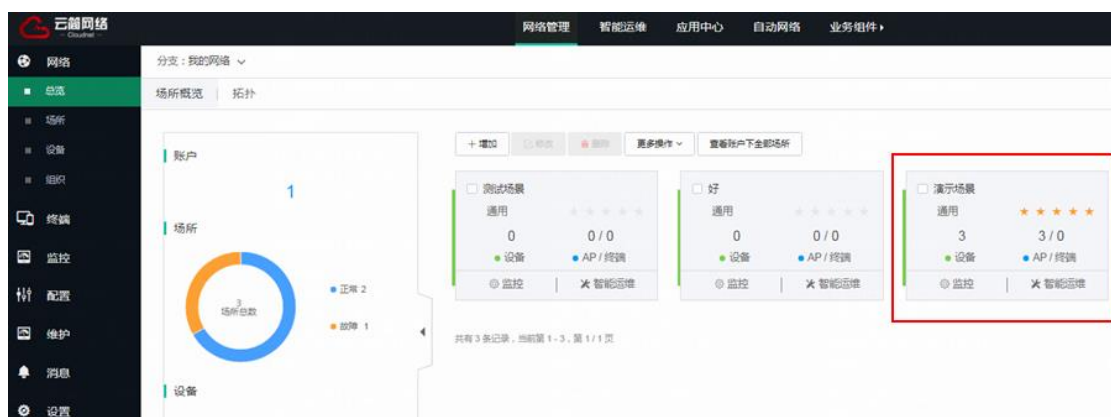 云简网络
Cloudnet
网络管理 智能运维 应用中心 自动网络 业务组件
网络
总览
场所
设备
组织
终端
监控
配置
维护
消息
设置
分支:我的网络
场所概览 拓扑
账户
1
场所
3
场所总数
正常 2
故障 1
设备
+ 增加 修改 删除 更多操作 查看账户下全部场所
测试场景
通用
0 0 / 0
设备 AP / 终端
监控 智能运维
好
通用
0 0 / 0
设备 AP / 终端
监控 智能运维
演示场景
通用
3 3 / 0
设备 AP / 终端
监控 智能运维
共有 3 条记录,当前第 1 - 3,第 1 / 1 页